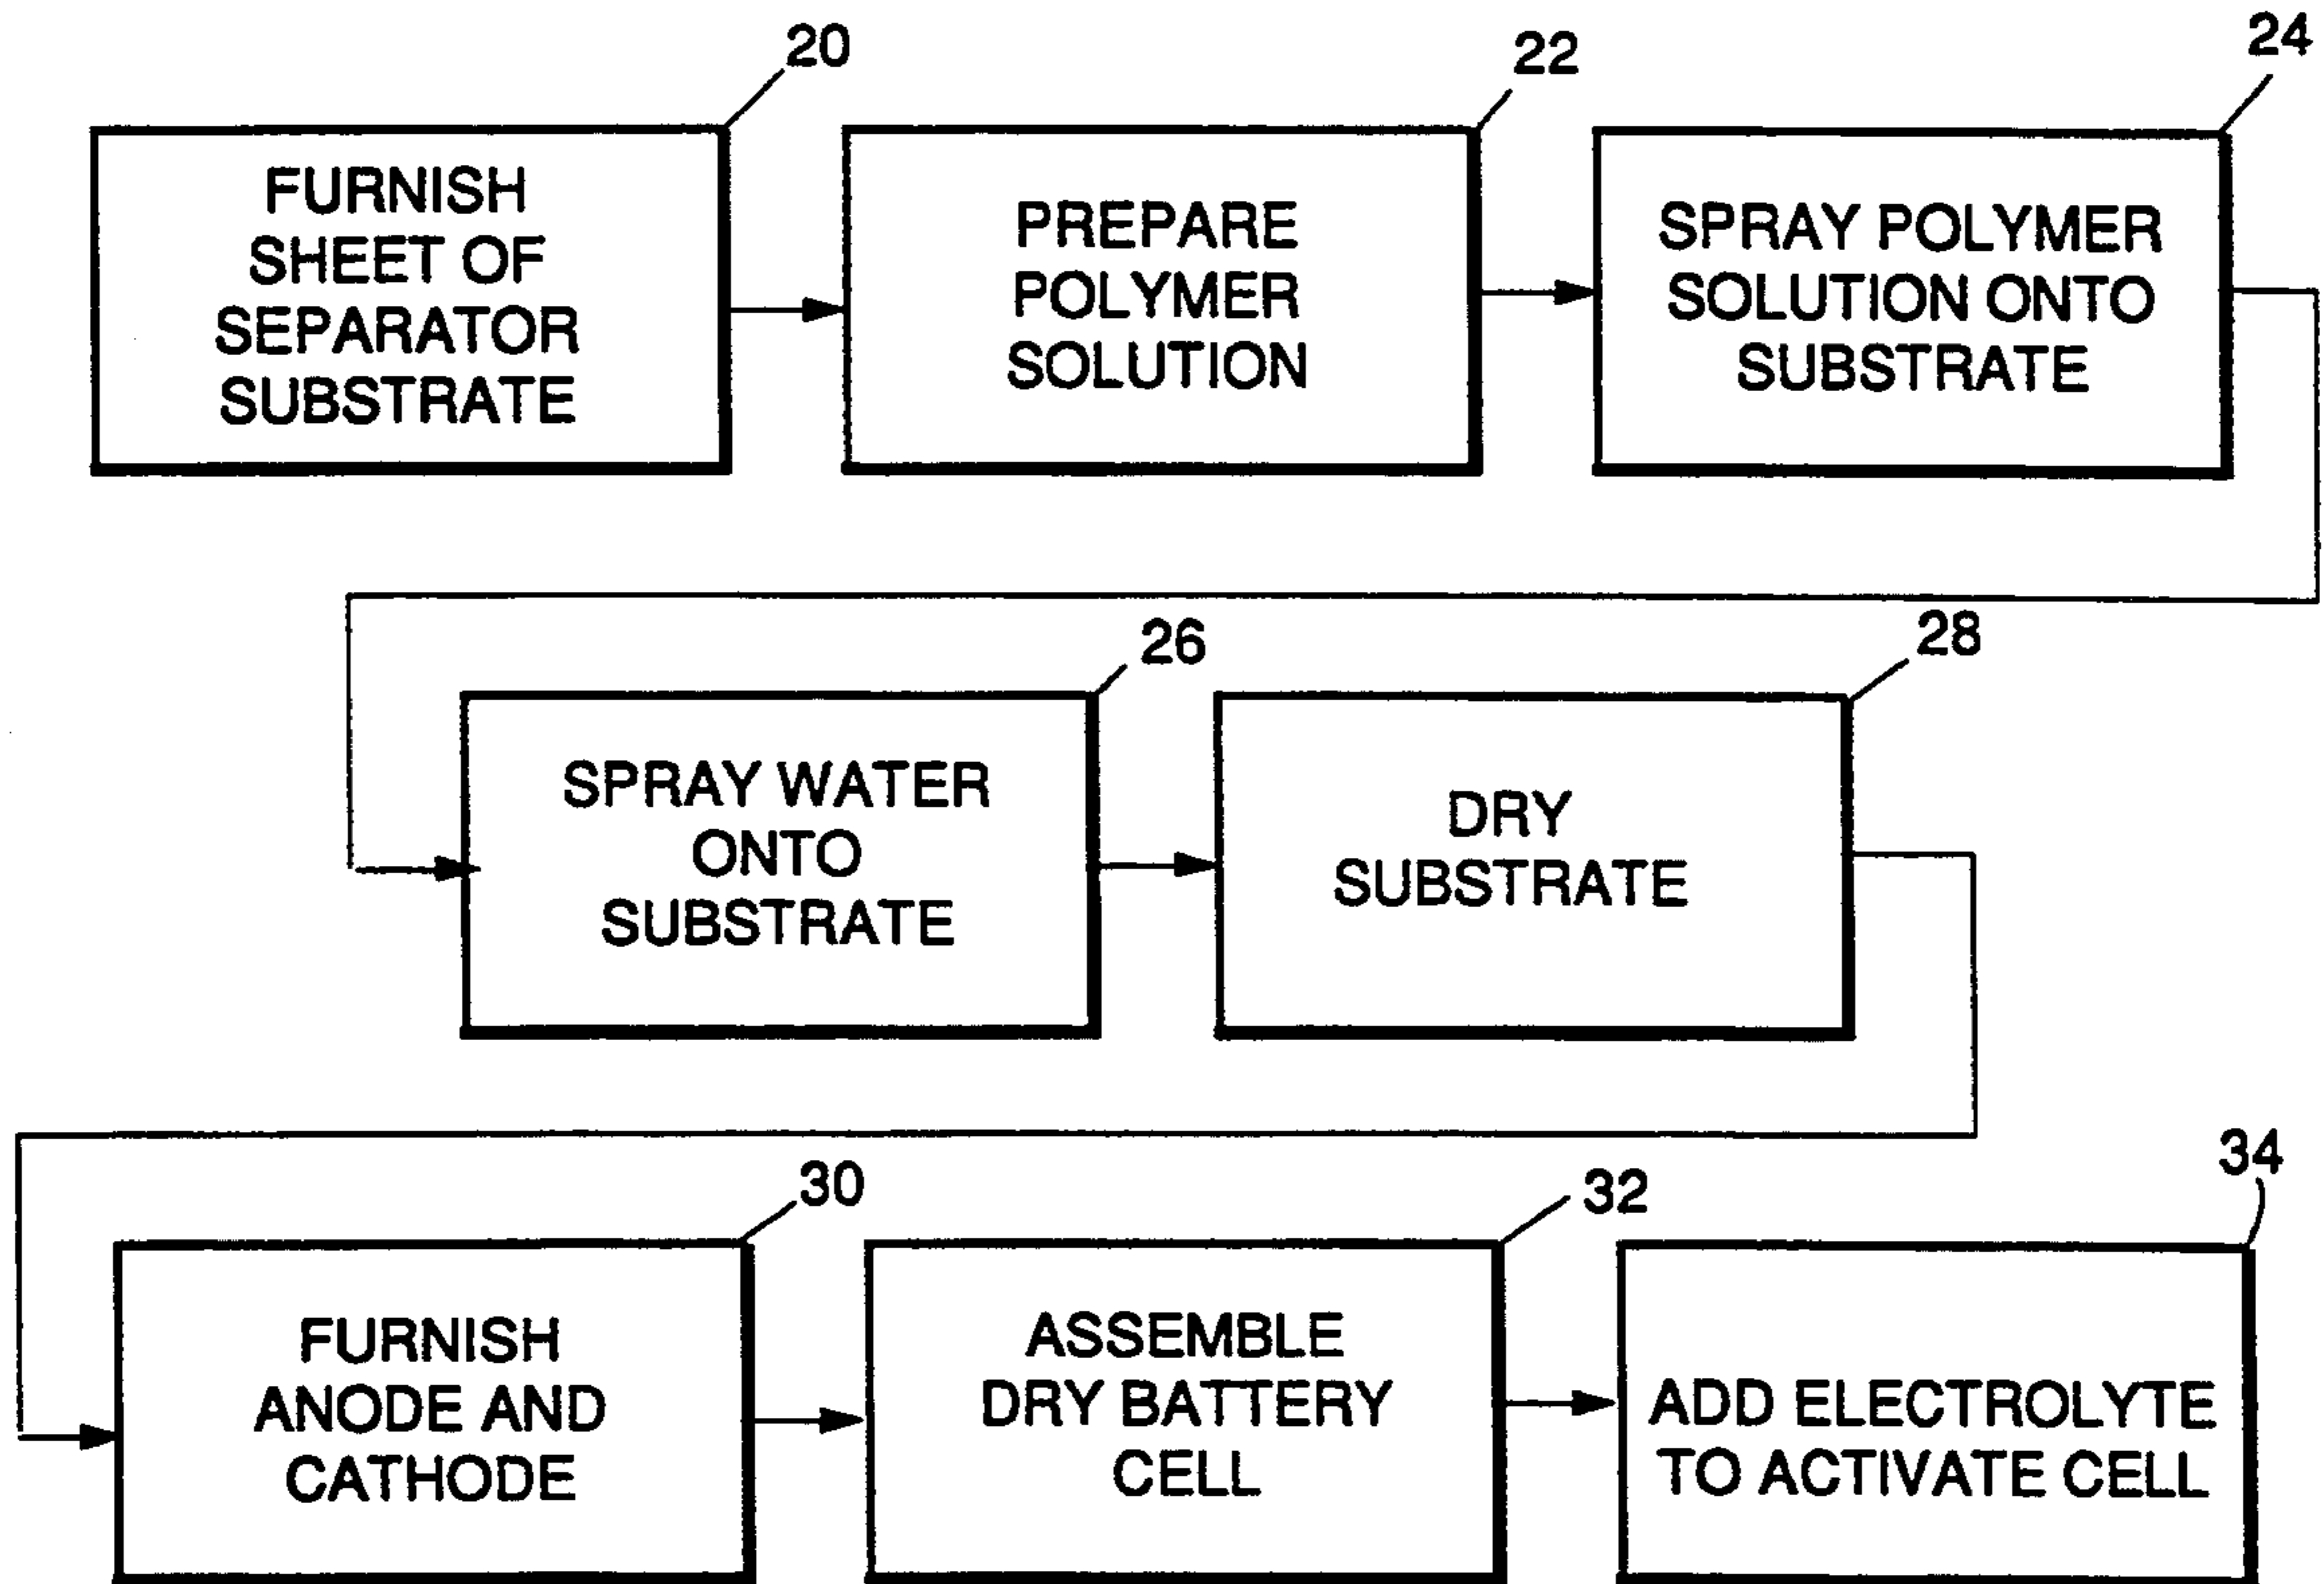 20
FURNISH
SHEET OF
SEPARATOR
SUBSTRATE
22
PREPARE
POLYMER
SOLUTION
24
SPRAY POLYMER
SOLUTION ONTO
SUBSTRATE
26
SPRAY WATER
ONTO
SUBSTRATE
28
DRY
SUBSTRATE
30
FURNISH
ANODE AND
CATHODE
32
ASSEMBLE
DRY BATTERY
CELL
34
ADD ELECTROLYTE
TO ACTIVATE CELL